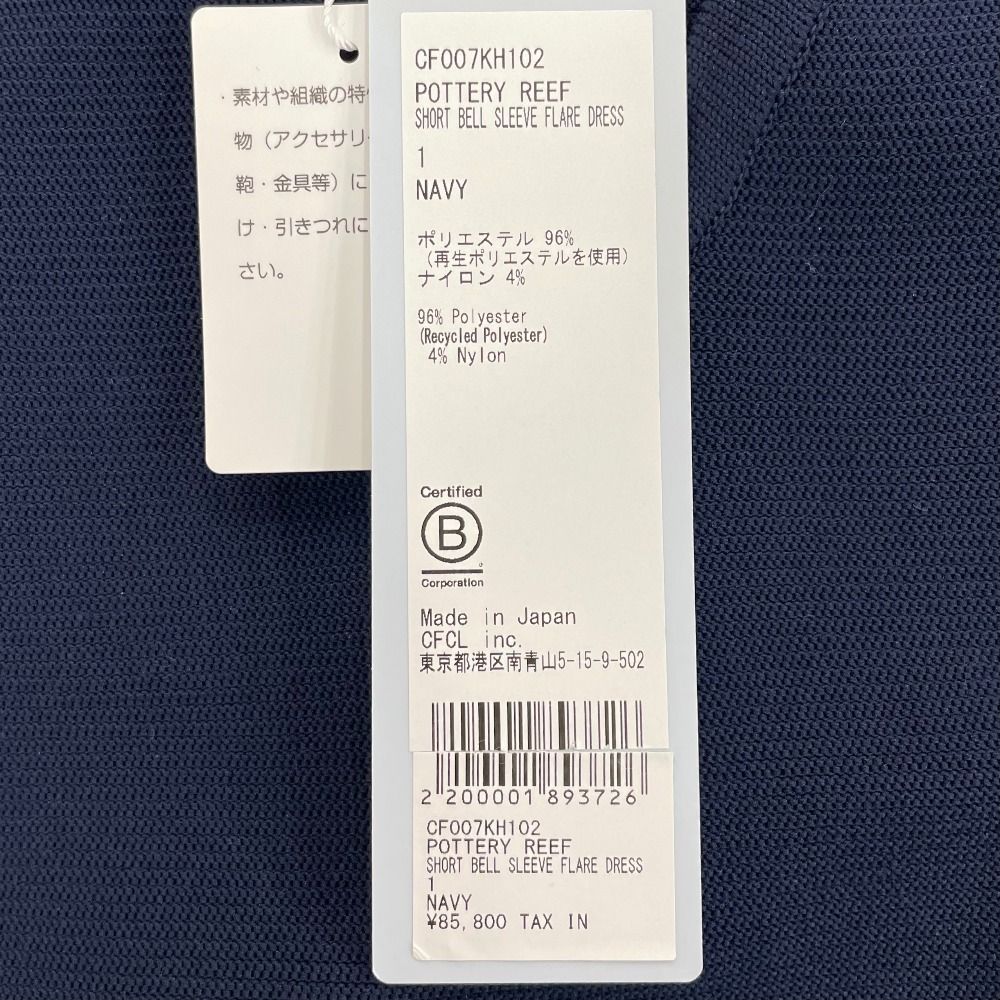 ・素材や組織の特
物（アクセサリ
鞄・金具等）に
け・引きつれに
さい。
CF007KH102
POTTERY REEF
SHORT BELL SLEEVE FLARE DRESS
1
NAVY
ポリエステル 96%
（再生ポリエステルを使用）
ナイロン 4%
96% Polyester
(Recycled Polyester)
4% Nylon
Certified
B
Corporation
Made in Japan
CFCL inc.
東京都港区南青山5-15-9-502
2 200001 893726
CF007KH102
POTTERY REEF
SHORT BELL SLEEVE FLARE DRESS
1
NAVY
¥85,800 TAX IN